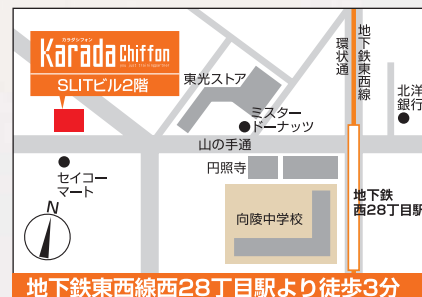 カラダシフォン
Karada Chiffon
SLITビル2階
東光ストア
環状通
地下鉄東西線
北洋
銀行
ミスター
ドーナッツ
山の手通
セイコー
マート
円照寺
地下鉄
西28丁目駅
向陵中学校
N
地下鉄東西線西28丁目駅より徒歩3分